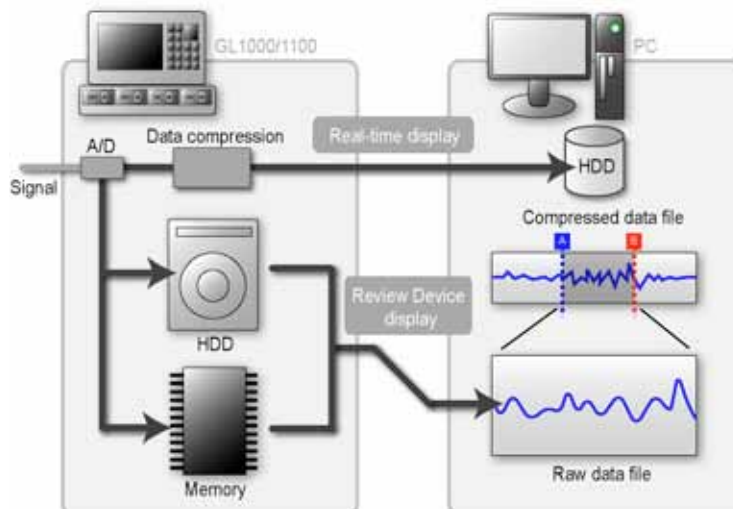 GL1000/1100
PC
A/D
Data compression
Real-time display
Signal
HDD
Compressed data file
A
B
Review Device
display
HDD
Memory
Raw data file